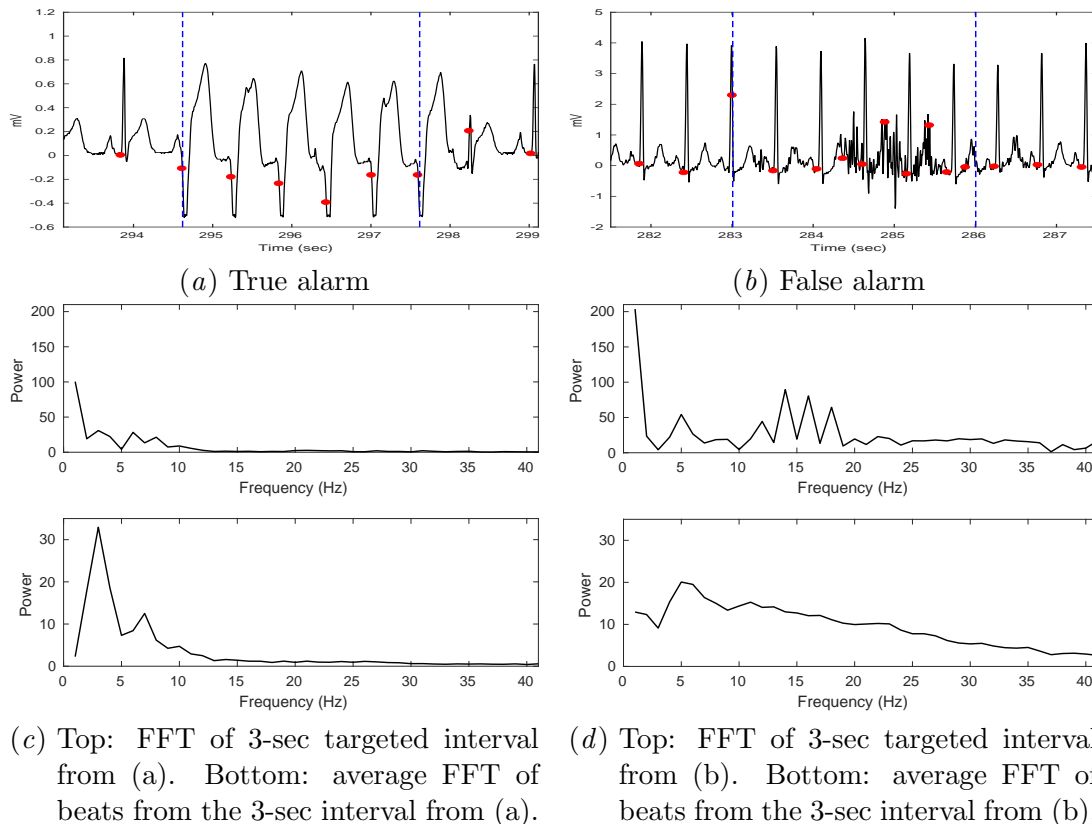 1.2
1
0.8
0.6
0.4
0.2
0
-0.2
-0.4
-0.6
mV
294 295 296 297 298 299
Time (sec)
(a) True alarm
5
4
3
2
1
0
-1
-2
mV
282 283 284 285 286 287
Time (sec)
(b) False alarm
200
150
100
50
0
Power
0 5 10 15 20 25 30 35 40
Frequency (Hz)
200
150
100
50
0
Power
0 5 10 15 20 25 30 35 40
Frequency (Hz)
30
20
10
0
Power
0 5 10 15 20 25 30 35 40
Frequency (Hz)
30
20
10
0
Power
0 5 10 15 20 25 30 35 40
Frequency (Hz)
(c) Top: FFT of 3-sec targeted interval
from (a). Bottom: average FFT of
beats from the 3-sec interval from (a).
(d) Top: FFT of 3-sec targeted interval
from (b). Bottom: average FFT of
beats from the 3-sec interval from (b)